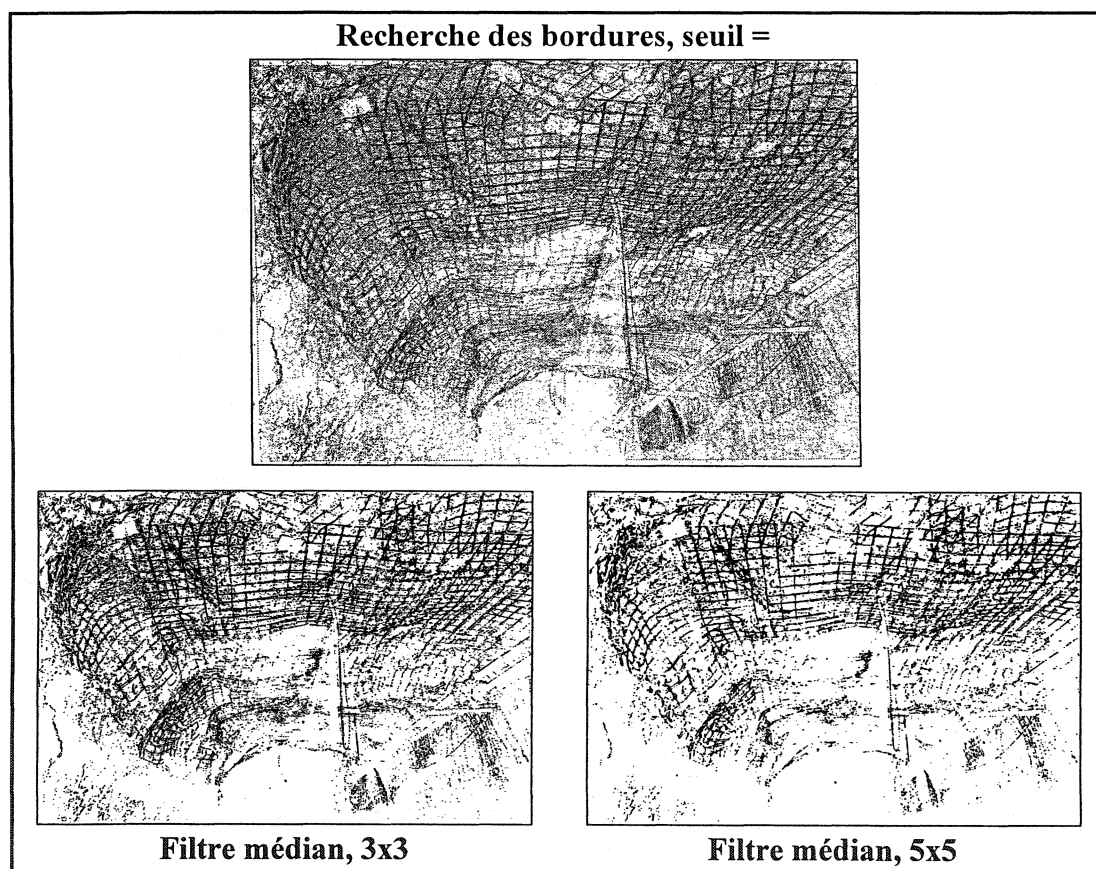 Recherche des bordures, seuil =
Filtre médian, 3x3
Filtre médian, 5x5